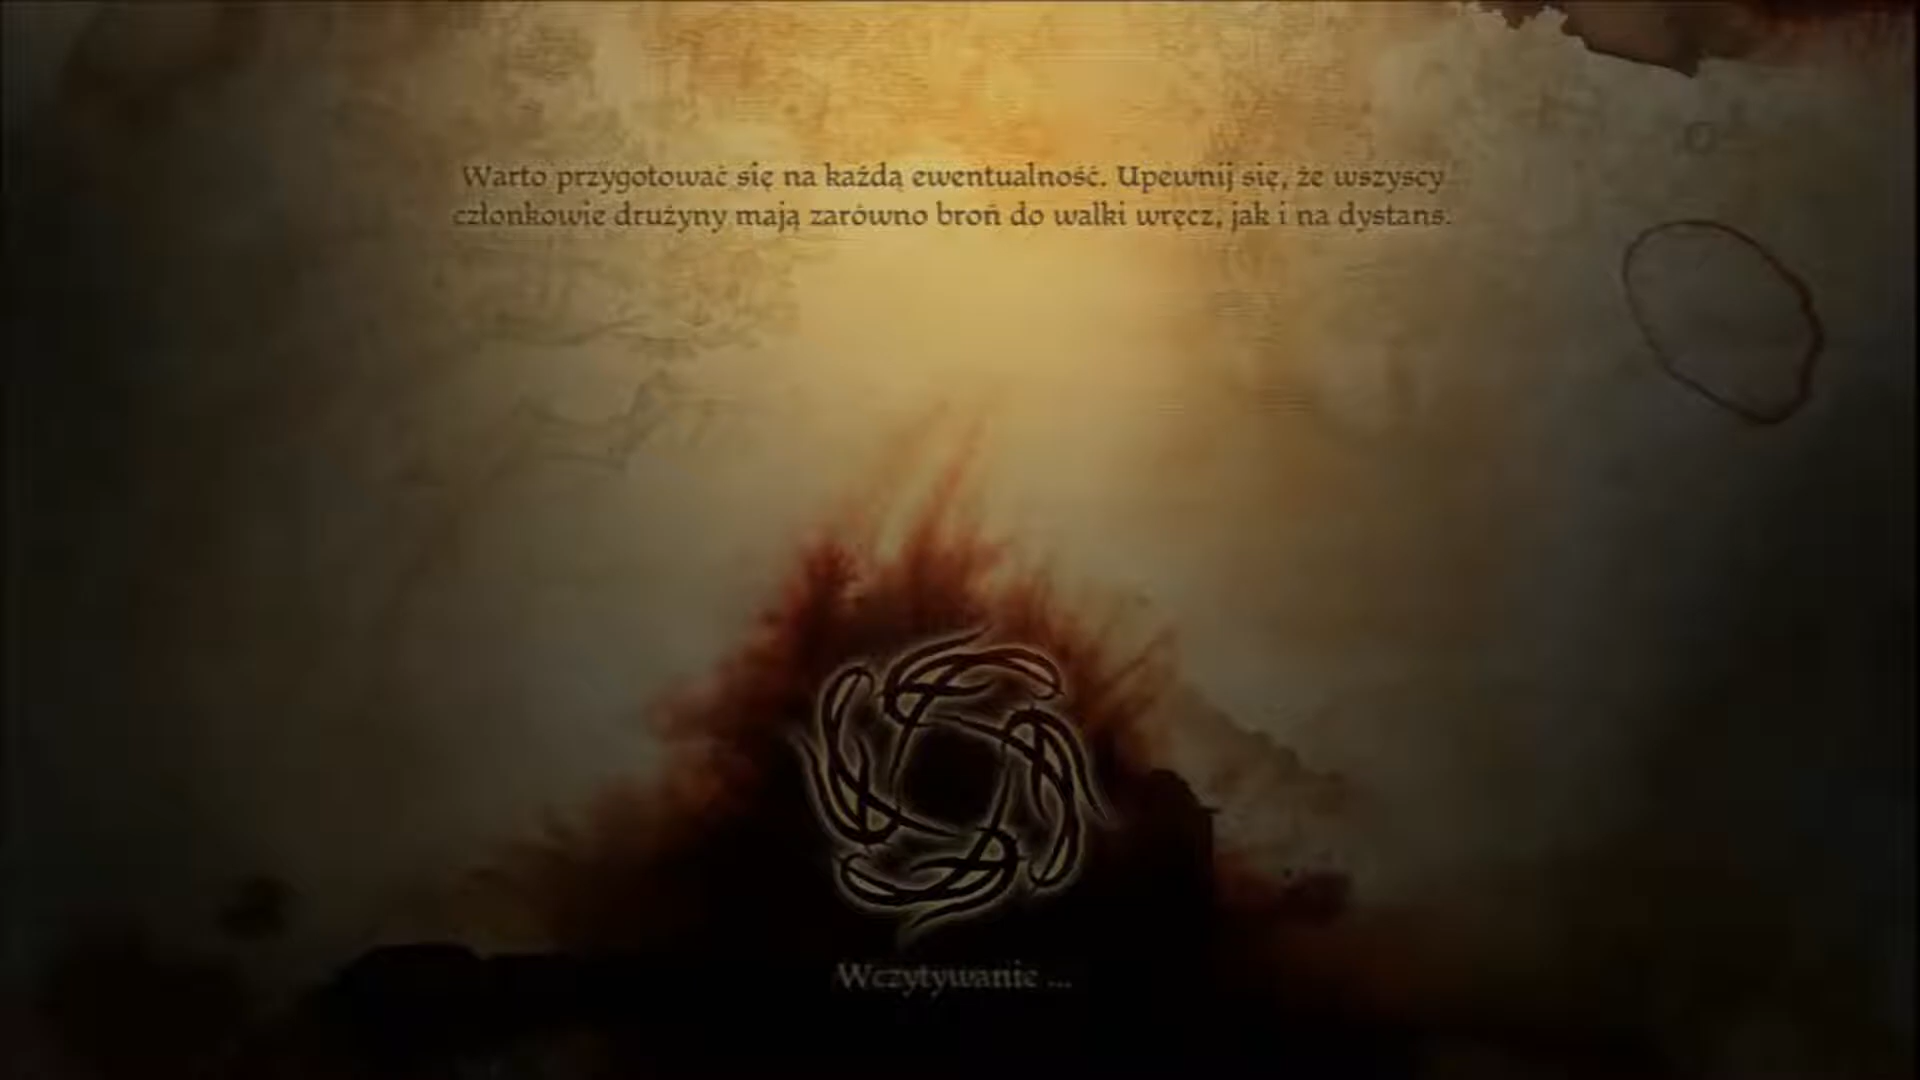 Warto przygotować się na każdą ewentualność. Upewnij się, że wszyscy
członkowie drużyny mają zarówno broń do walki wręcz, jak i na dystans.
Wczytywanie ...